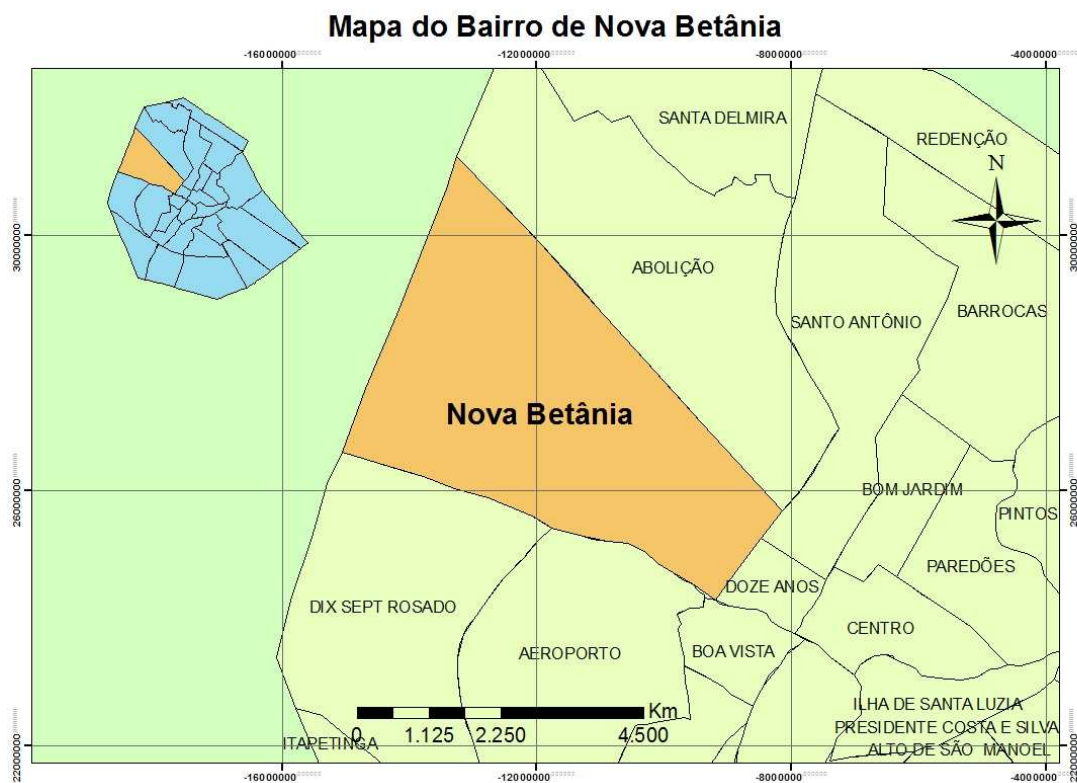 Mapa do Bairro de Nova Betânia
-16000000 -12000000 -8000000 -4000000
SANTA DELMIRA
REDENÇÃO
N
30000000 30000000
ABOLIÇÃO
BARROCAS
SANTO ANTÔNIO
Nova Betânia
26000000 26000000
BOM JARDIM
PINTOS
PAREDÕES
DOZE ANOS
DIX SEPT ROSADO
CENTRO
AEROPORTO
BOA VISTA
ILHA DE SANTA LUZIA
Km
PRESIDENTE COSTA E SILVA
0 1.125 2.250 4.500
ITAPETINGA
ALTO DE SÃO MANOEL
22000000 22000000
-16000000 -12000000 -8000000 -4000000